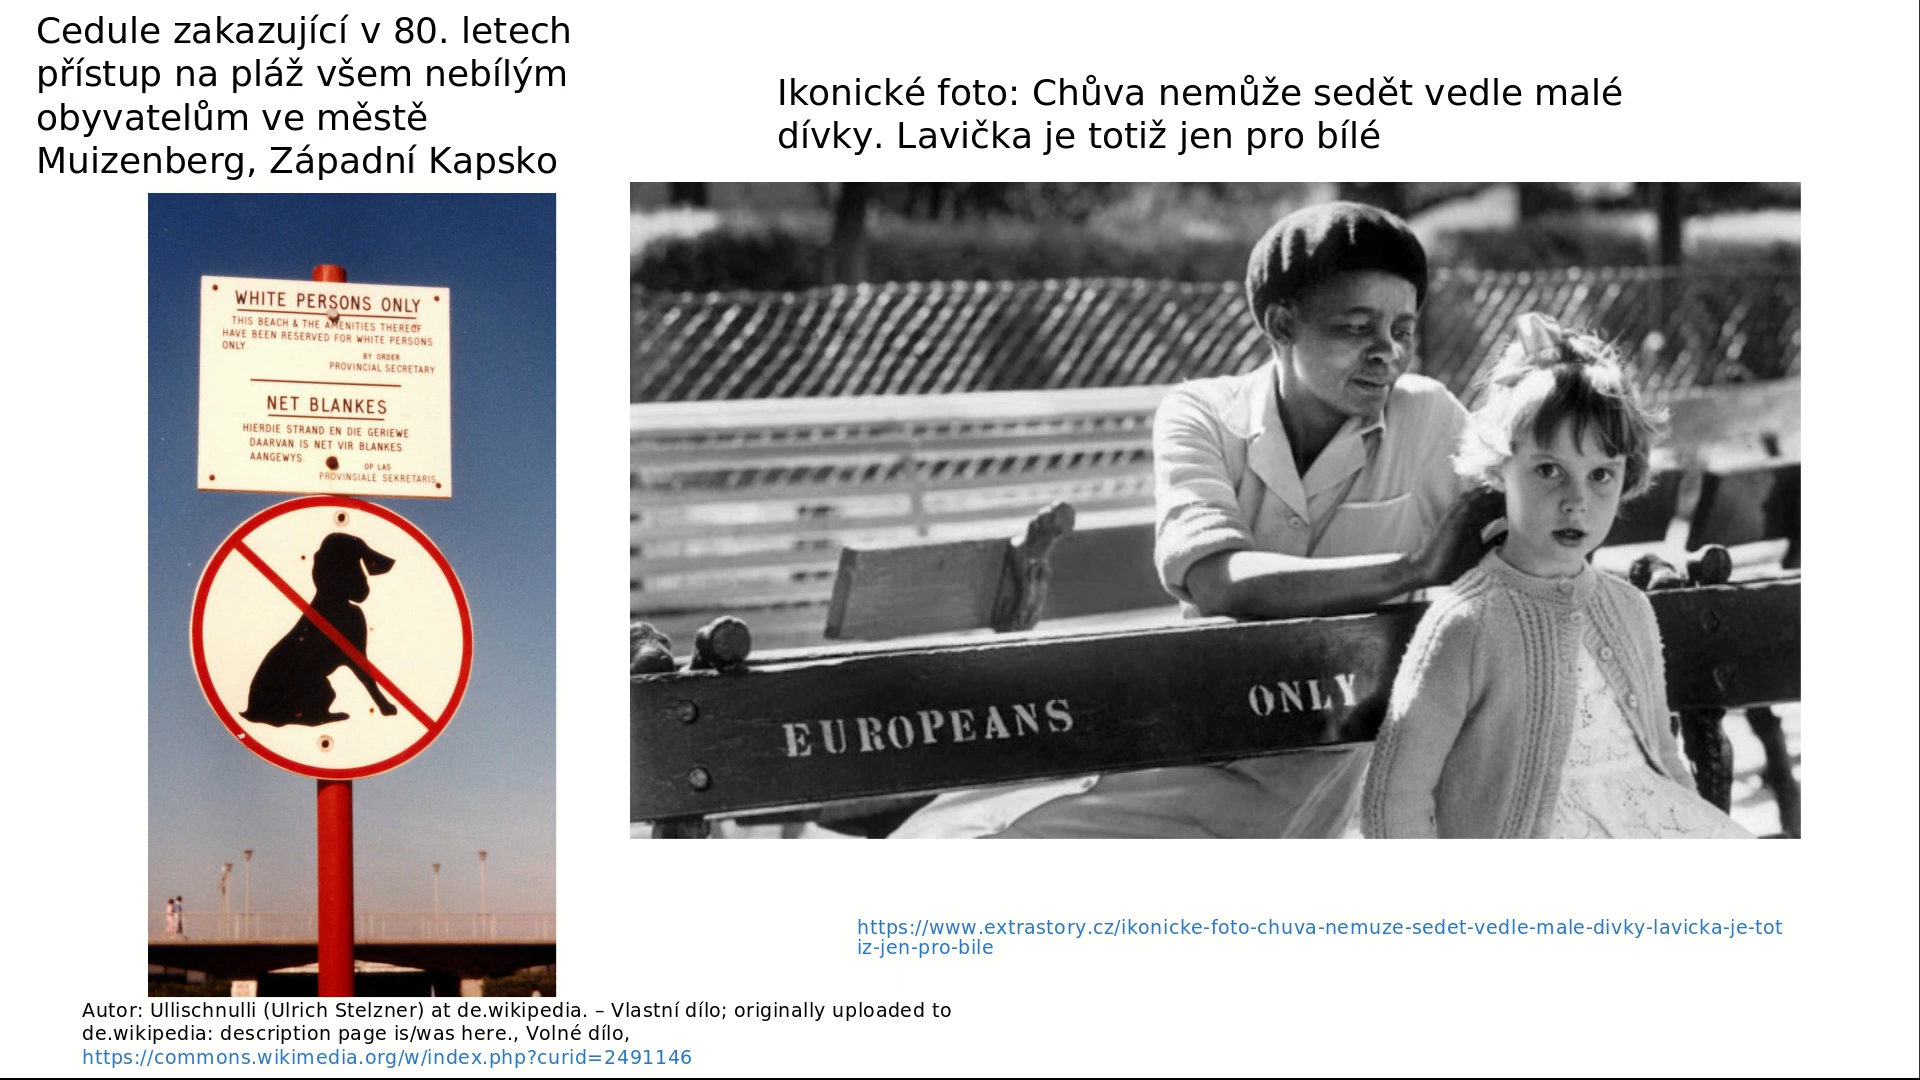 Cedule zakazující v 80. letech
přístup na pláž všem nebílým
obyvatelům ve městě
Muizenberg, Západní Kapsko
Ikonické foto: Chůva nemůže sedět vedle malé
dívky. Lavička je totiž jen pro bílé
WHITE PERSONS ONLY
THIS BEACH & THE AMENITIES THEREOF
HAVE BEEN RESERVED FOR WHITE PERSONS
ONLY
BY ORDER
PROVINCIAL SECRETARY
NET BLANKES
HIERDIE STRAND EN DIE GERIEWE
DAARVAN IS NET VIR BLANKES
AANGEWYS
OP LAS
PROVINSIALE SEKRETARIS
EUROPEANS ONLY
https://www.extrastory.cz/ikonicke-foto-chuva-nemuze-sedet-vedle-male-divky-lavicka-je-tot
iz-jen-pro-bile
Autor: Ullischnulli (Ulrich Stelzner) at de.wikipedia. – Vlastní dílo; originally uploaded to
de.wikipedia: description page is/was here., Volné dílo,
https://commons.wikimedia.org/w/index.php?curid=2491146